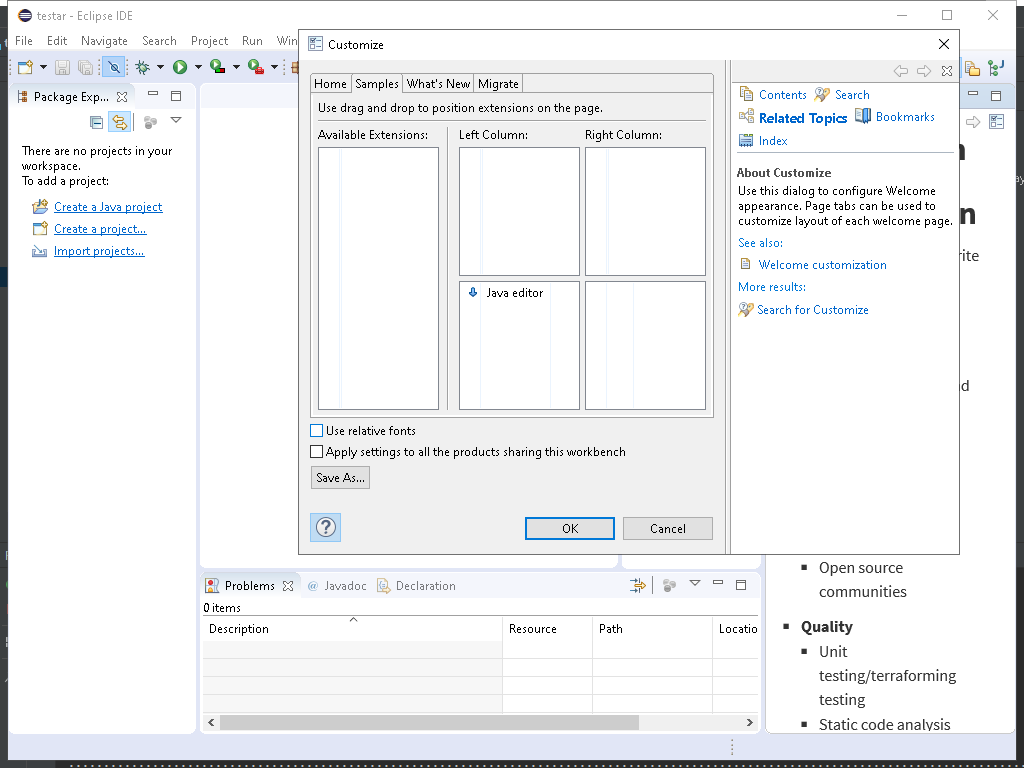 testar - Eclipse IDE
File Edit Navigate Search Project Run Win
Package Exp...
There are no projects in your
workspace.
To add a project:
Create a Java project
Create a project...
Import projects...
Customize
Home Samples What's New Migrate
Use drag and drop to position extensions on the page.
Available Extensions: Left Column: Right Column:
Java editor
Use relative fonts
Apply settings to all the products sharing this workbench
Save As...
OK Cancel
Contents Search
Related Topics Bookmarks
Index
About Customize
Use this dialog to configure Welcome
appearance. Page tabs can be used to
customize layout of each welcome page.
See also:
Welcome customization
More results:
Search for Customize
n
n
rite
d
Problems @ Javadoc Declaration
0 items
Description Resource Path Locatio
Open source
communities
Quality
Unit
testing/terraforming
testing
Static code analysis